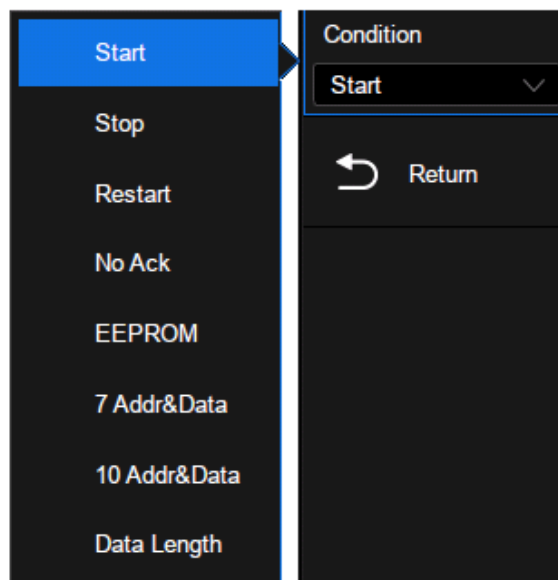 Start
Stop
Restart
No Ack
EEPROM
7 Addr&Data
10 Addr&Data
Data Length
Condition
Start
Return